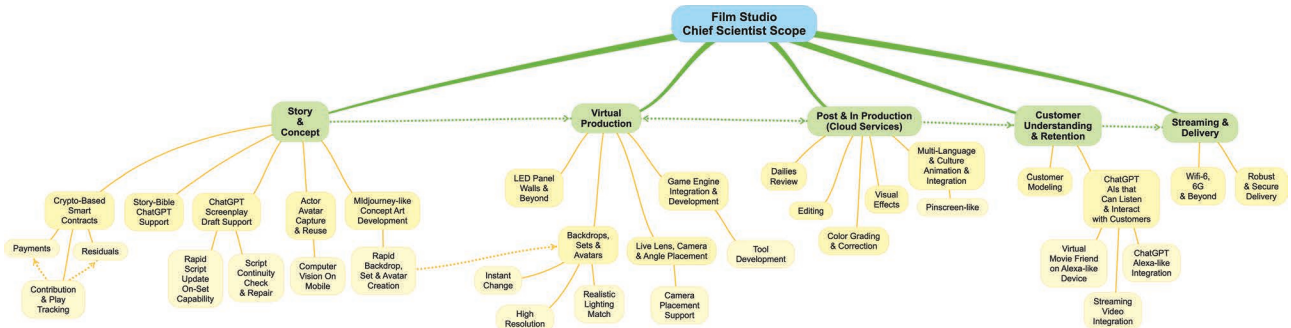 Film Studio
Chief Scientist Scope
Story
&
Concept
Virtual
Production
Post & In Production
(Cloud Services)
Customer
Understanding
& Retention
Streaming
& Delivery
Crypto-Based
Smart
Contracts
Story-Bible
ChatGPT
Support
ChatGPT
Screenplay
Draft Support
Actor
Avatar
Capture
& Reuse
MIdjourney-like
Concept Art
Development
Payments
Residuals
Contribution
& Play
Tracking
Rapid
Script
Update
On-Set
Capability
Script
Continuity
Check
& Repair
Computer
Vision On
Mobile
Rapid
Backdrop,
Set & Avatar
Creation
LED Panel
Walls &
Beyond
Backdrops,
Sets &
Avatars
Live Lens, Camera
& Angle Placement
Game Engine
Integration &
Development
Instant
Change
High
Resolution
Realistic
Lighting
Match
Camera
Placement
Support
Tool
Development
Dailies
Review
Editing
Color Grading
& Correction
Visual
Effects
Multi-Language
& Culture
Animation &
Integration
Pinscreen-like
Customer
Modeling
ChatGPT
AIs that
Can Listen
& Interact
with Customers
Virtual
Movie Friend
on Alexa-like
Device
Streaming
Video
Integration
ChatGPT
Alexa-like
Integration
Wifi-6,
6G
& Beyond
Robust
& Secure
Delivery